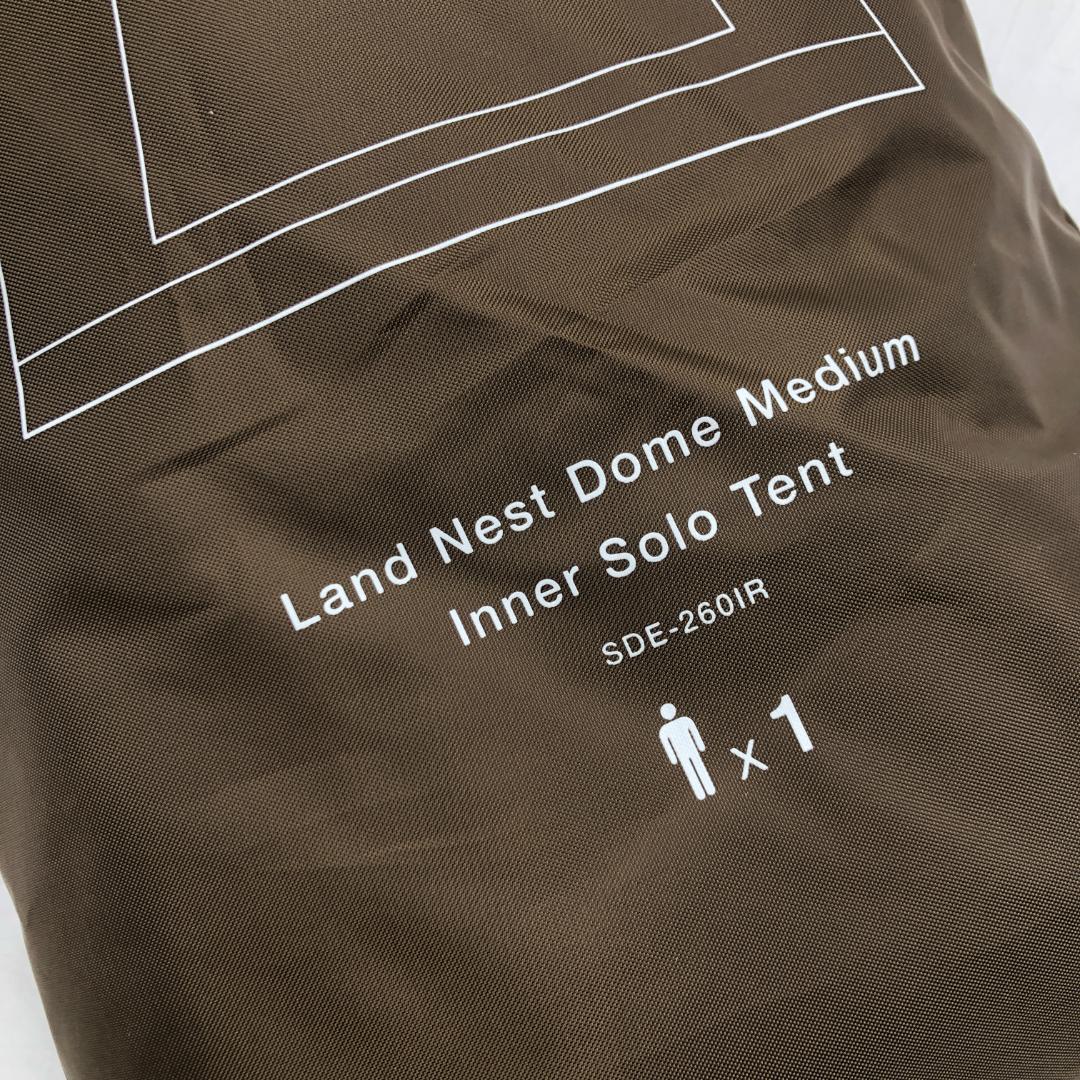 Land Nest Dome Medium
Inner Solo Tent
SDE-260IR
x 1